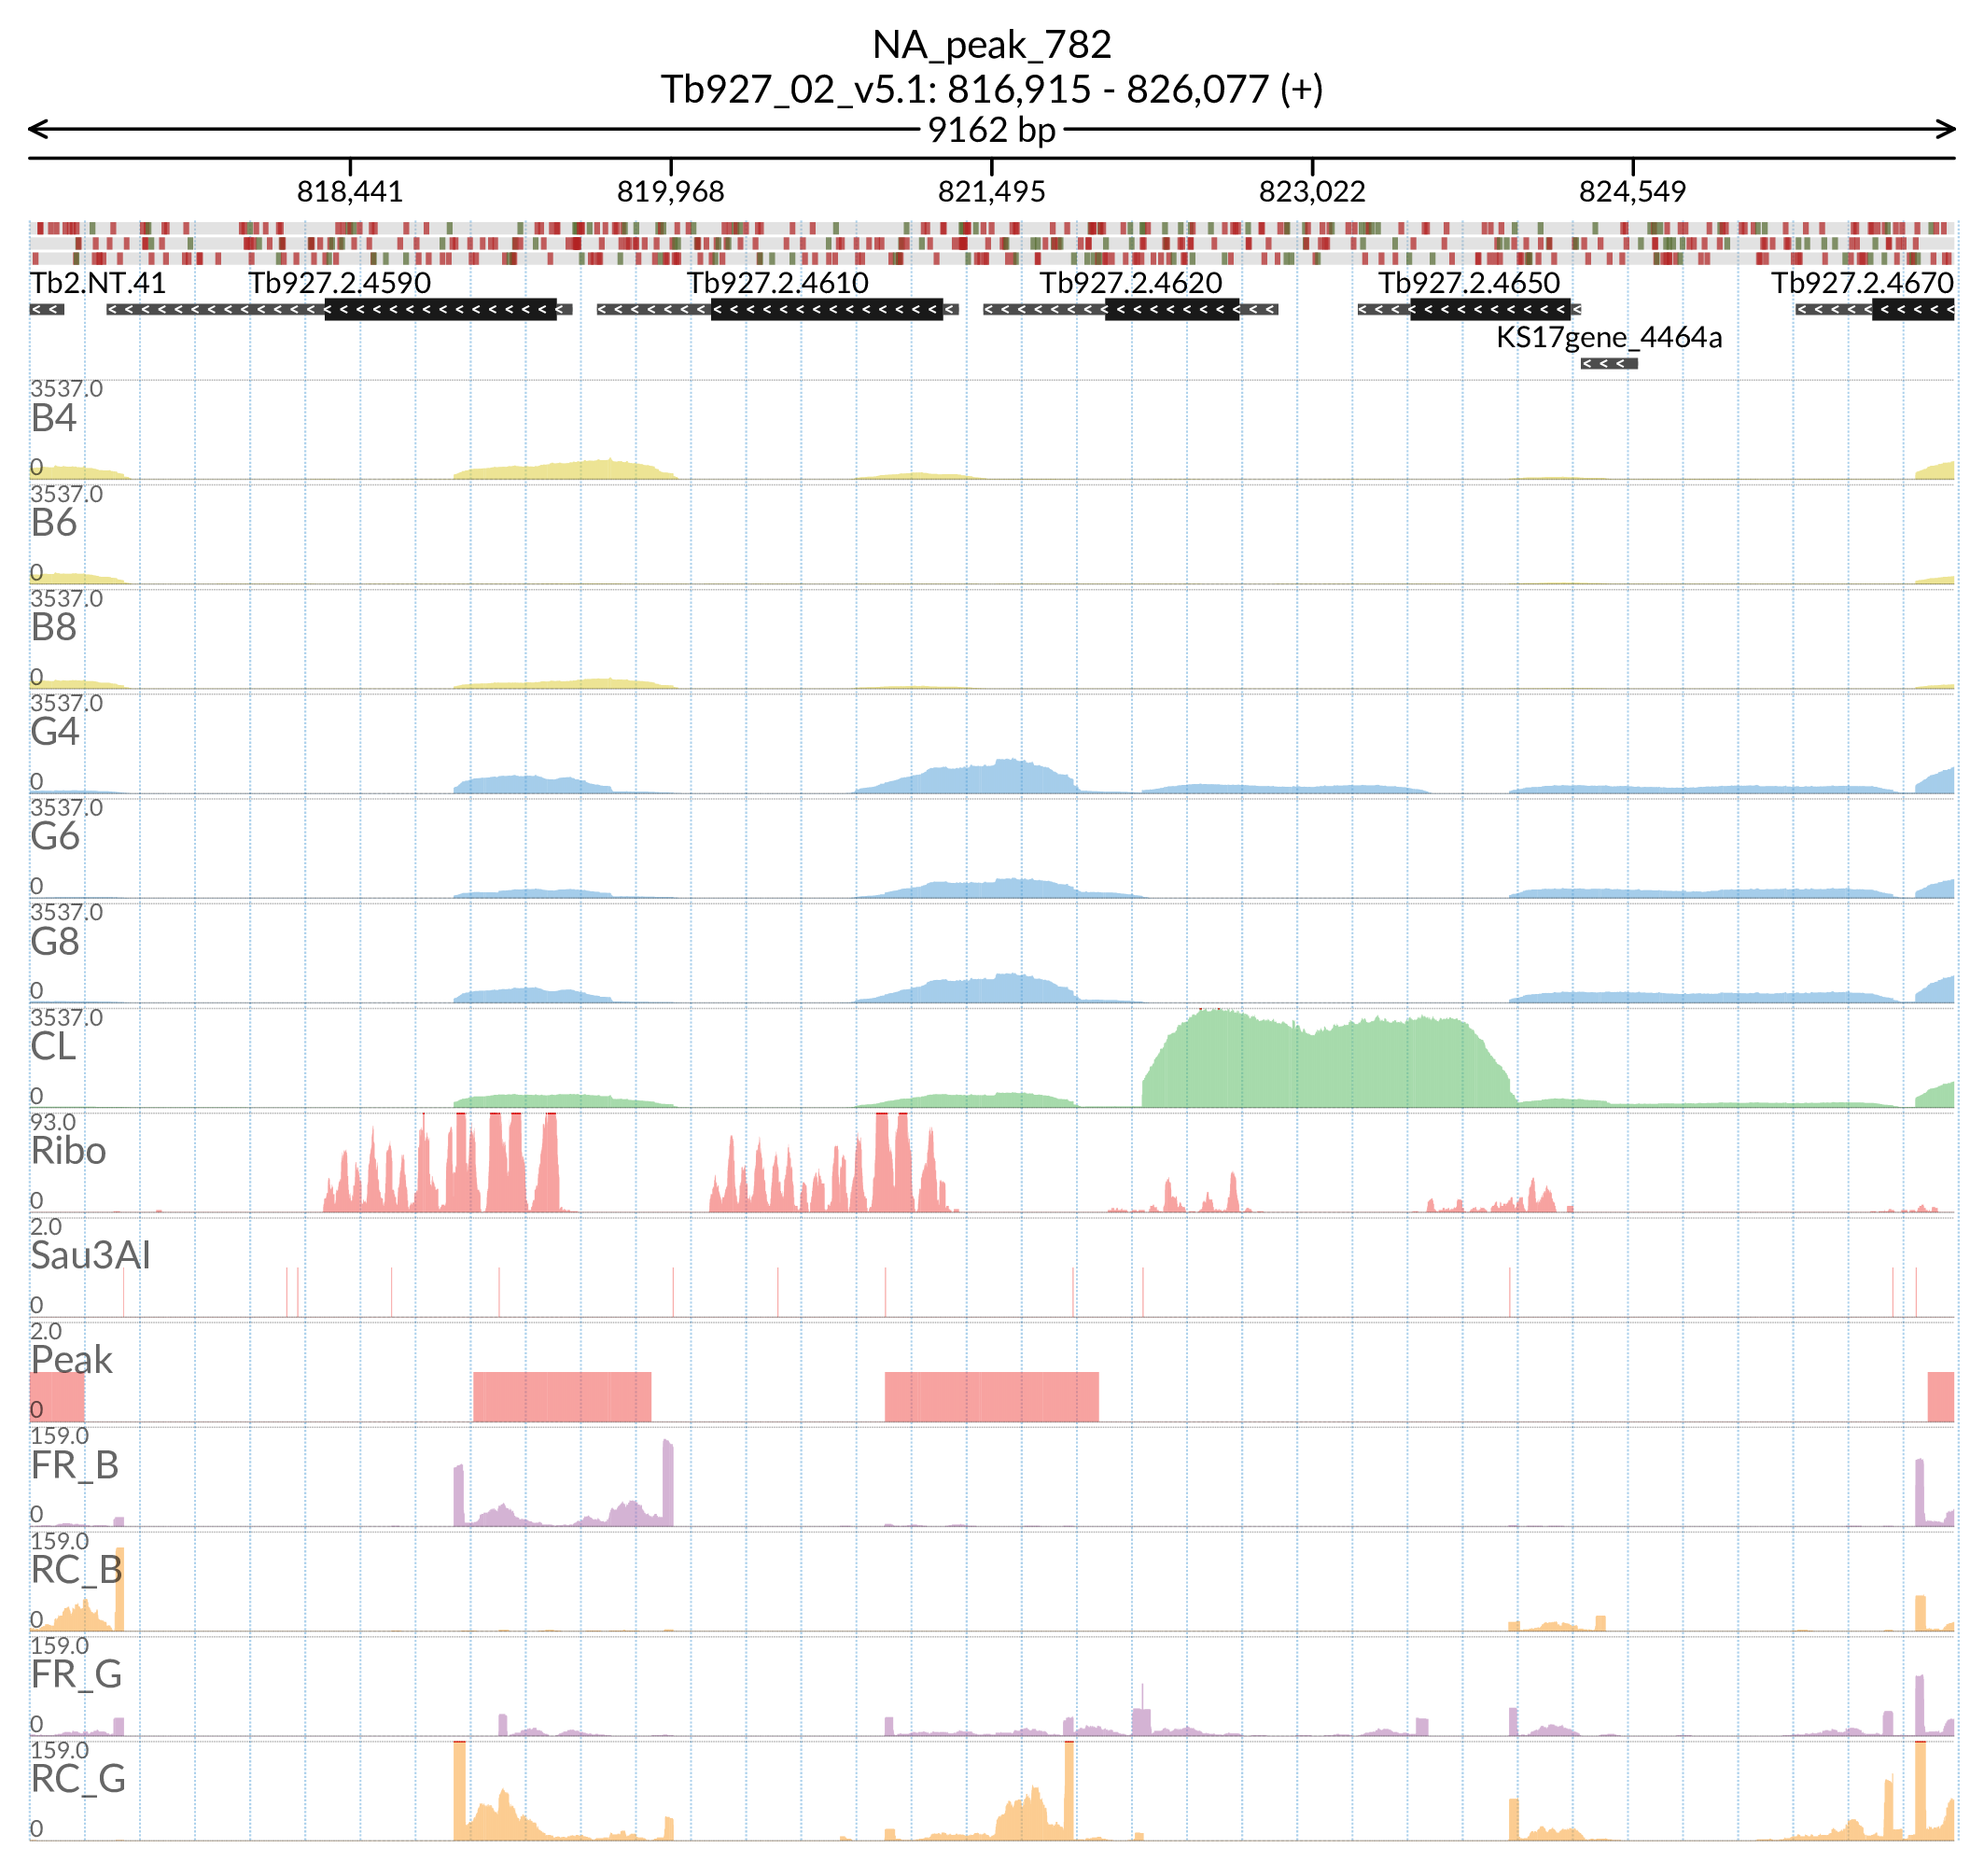 NA_peak_782
Tb927_02_v5.1: 816,915 - 826,077 (+)
9162 bp
818,441 819,968 821,495 823,022 824,549
Tb2.NT.41 Tb927.2.4590 Tb927.2.4610 Tb927.2.4620 Tb927.2.4650 Tb927.2.4670
KS17gene_4464a
3537.0
B4
0
3537.0
B6
0
3537.0
B8
0
3537.0
G4
0
3537.0
G6
0
3537.0
G8
0
3537.0
CL
0
93.0
Ribo
0
2.0
Sau3AI
0
2.0
Peak
0
159.0
FR_B
0
159.0
RC_B
0
159.0
FR_G
0
159.0
RC_G
0